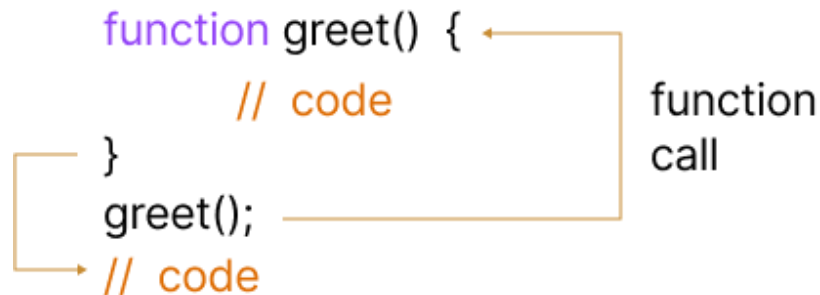 function greet() {
// code
}
greet();
// code
function
call